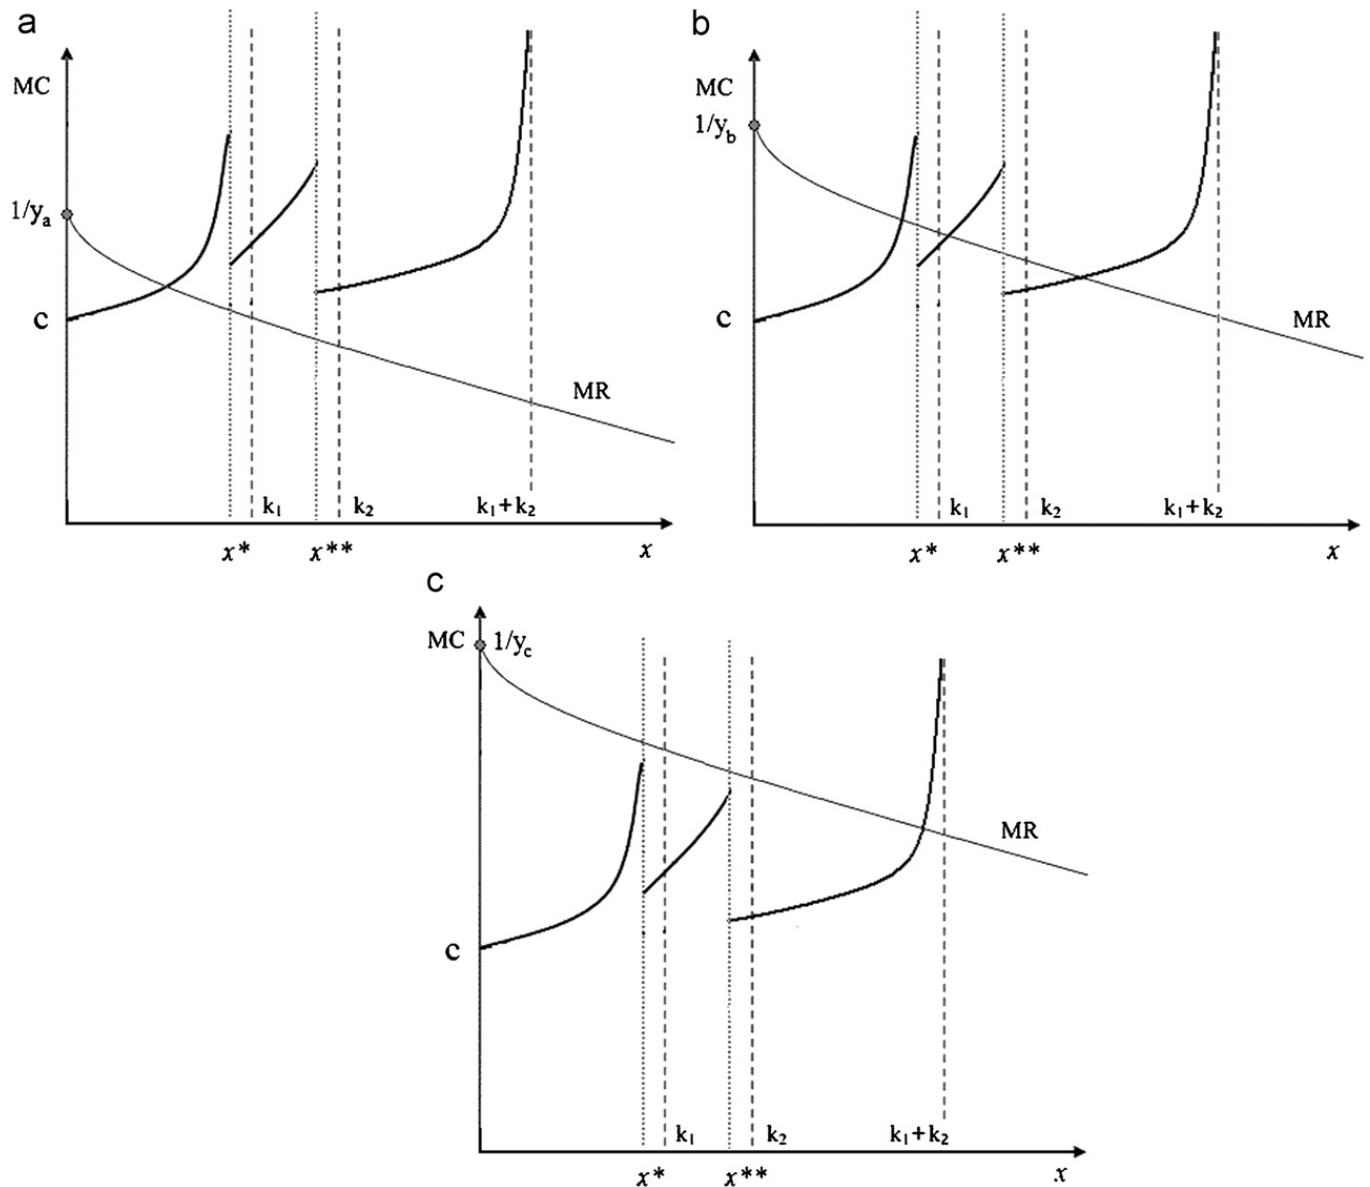 a
MC
1/yₐ
c
MR
k₁
k₂
k₁+k₂
x*
x**
x
b
MC
1/y_b
c
MR
k₁
k₂
k₁+k₂
x*
x**
x
c
MC
1/y_c
MR
c
k₁
k₂
k₁+k₂
x*
x**
x